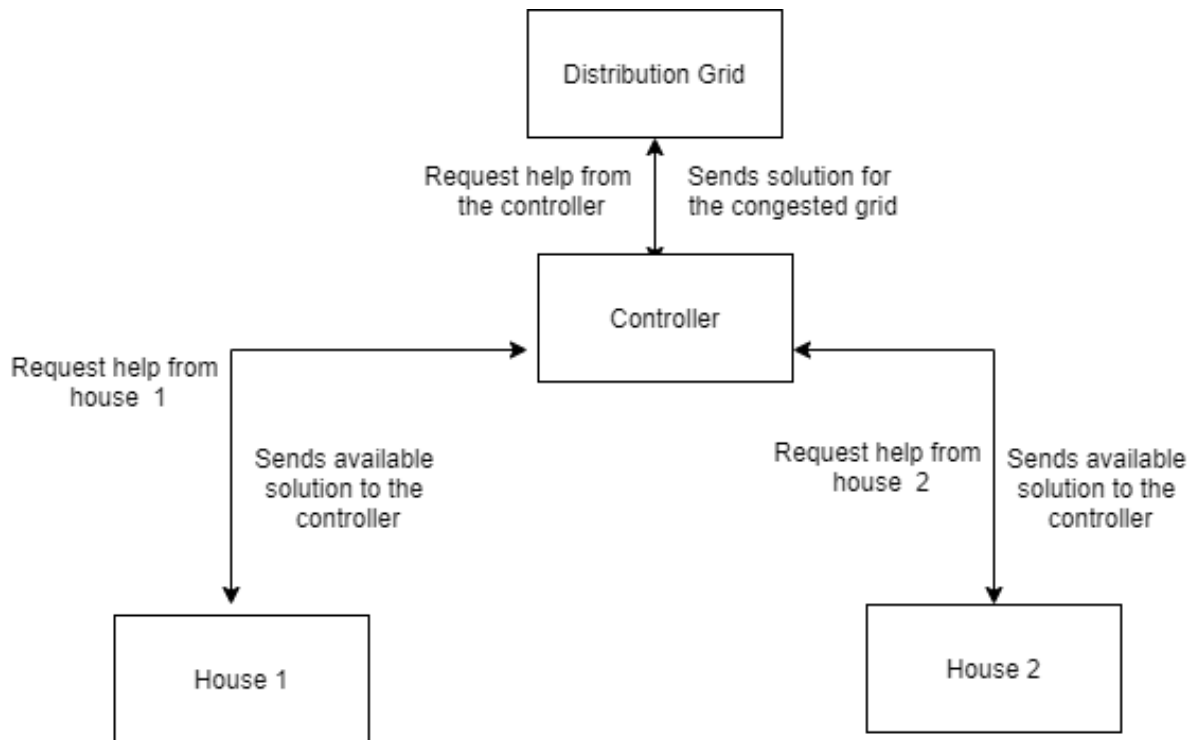 Distribution Grid
Request help from
the controller
Sends solution for
the congested grid
Controller
Request help from
house  1
Sends available
solution to the
controller
Request help from
house  2
Sends available
solution to the
controller
House 1
House 2